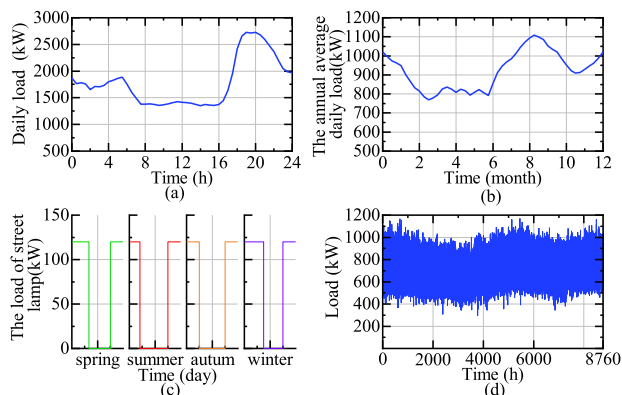 3000
2500
2000
1500
1000
500
Daily load (kW)
0 4 8 12 16 20 24
Time (h)
(a)
1200
1100
1000
900
800
700
600
500
The annual average
daily load(kW)
0 2 4 6 8 10 12
Time (month)
(b)
150
100
50
0
The load of street
lamp(kW)
spring summer autum winter
Time (day)
(c)
1200
1000
800
600
400
200
Load (kW)
0 2000 4000 6000 8760
Time (h)
(d)